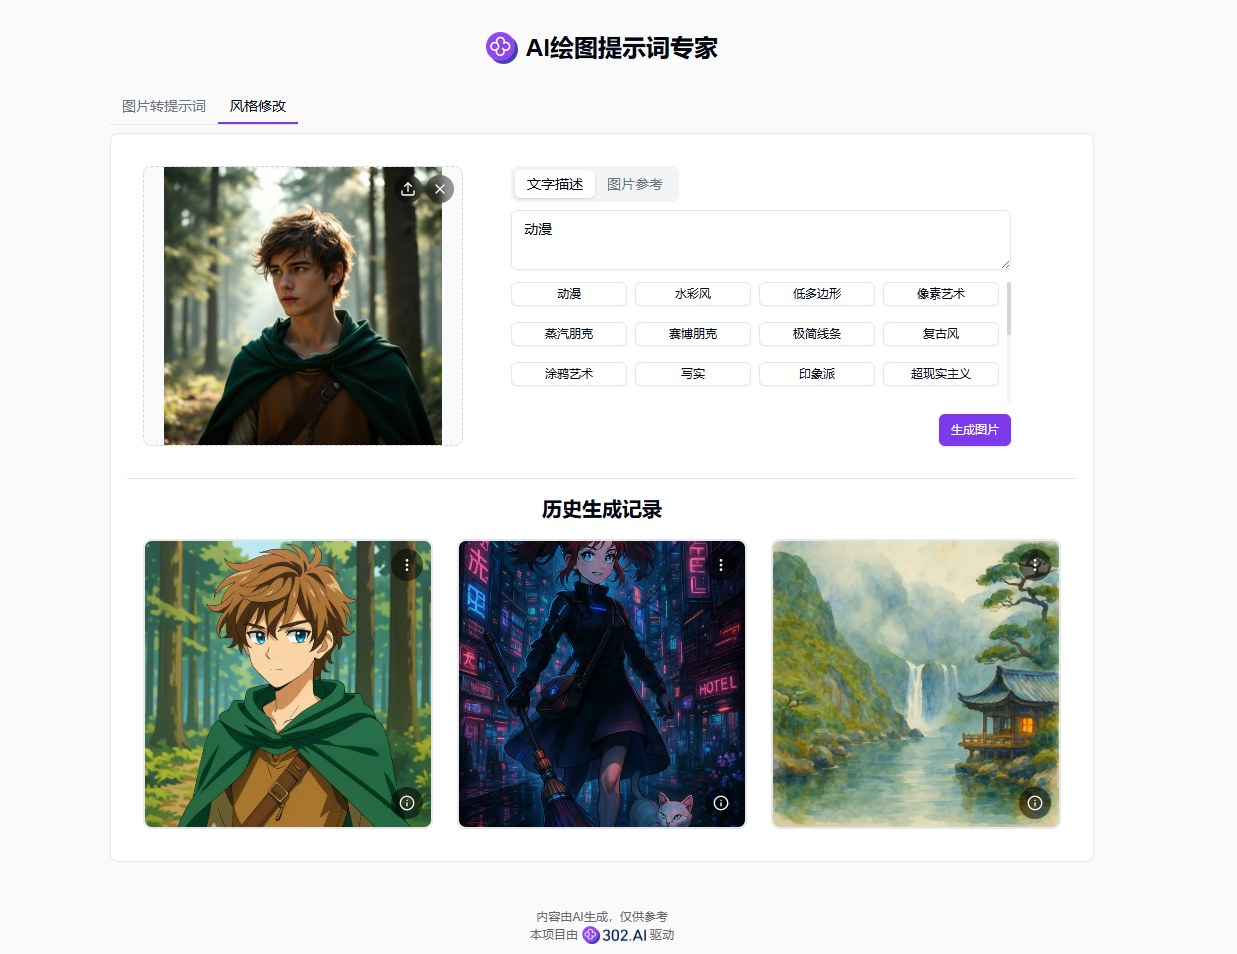 AI绘图提示词专家
图片转提示词 风格修改
文字描述 图片参考
动漫
动漫 水彩风 低多边形 像素艺术
蒸汽朋克 赛博朋克 极简线条 复古风
涂鸦艺术 写实 印象派 超现实主义
生成图片
历史生成记录
HOTEL
内容由AI生成，仅供参考
本项目由 302.AI 驱动